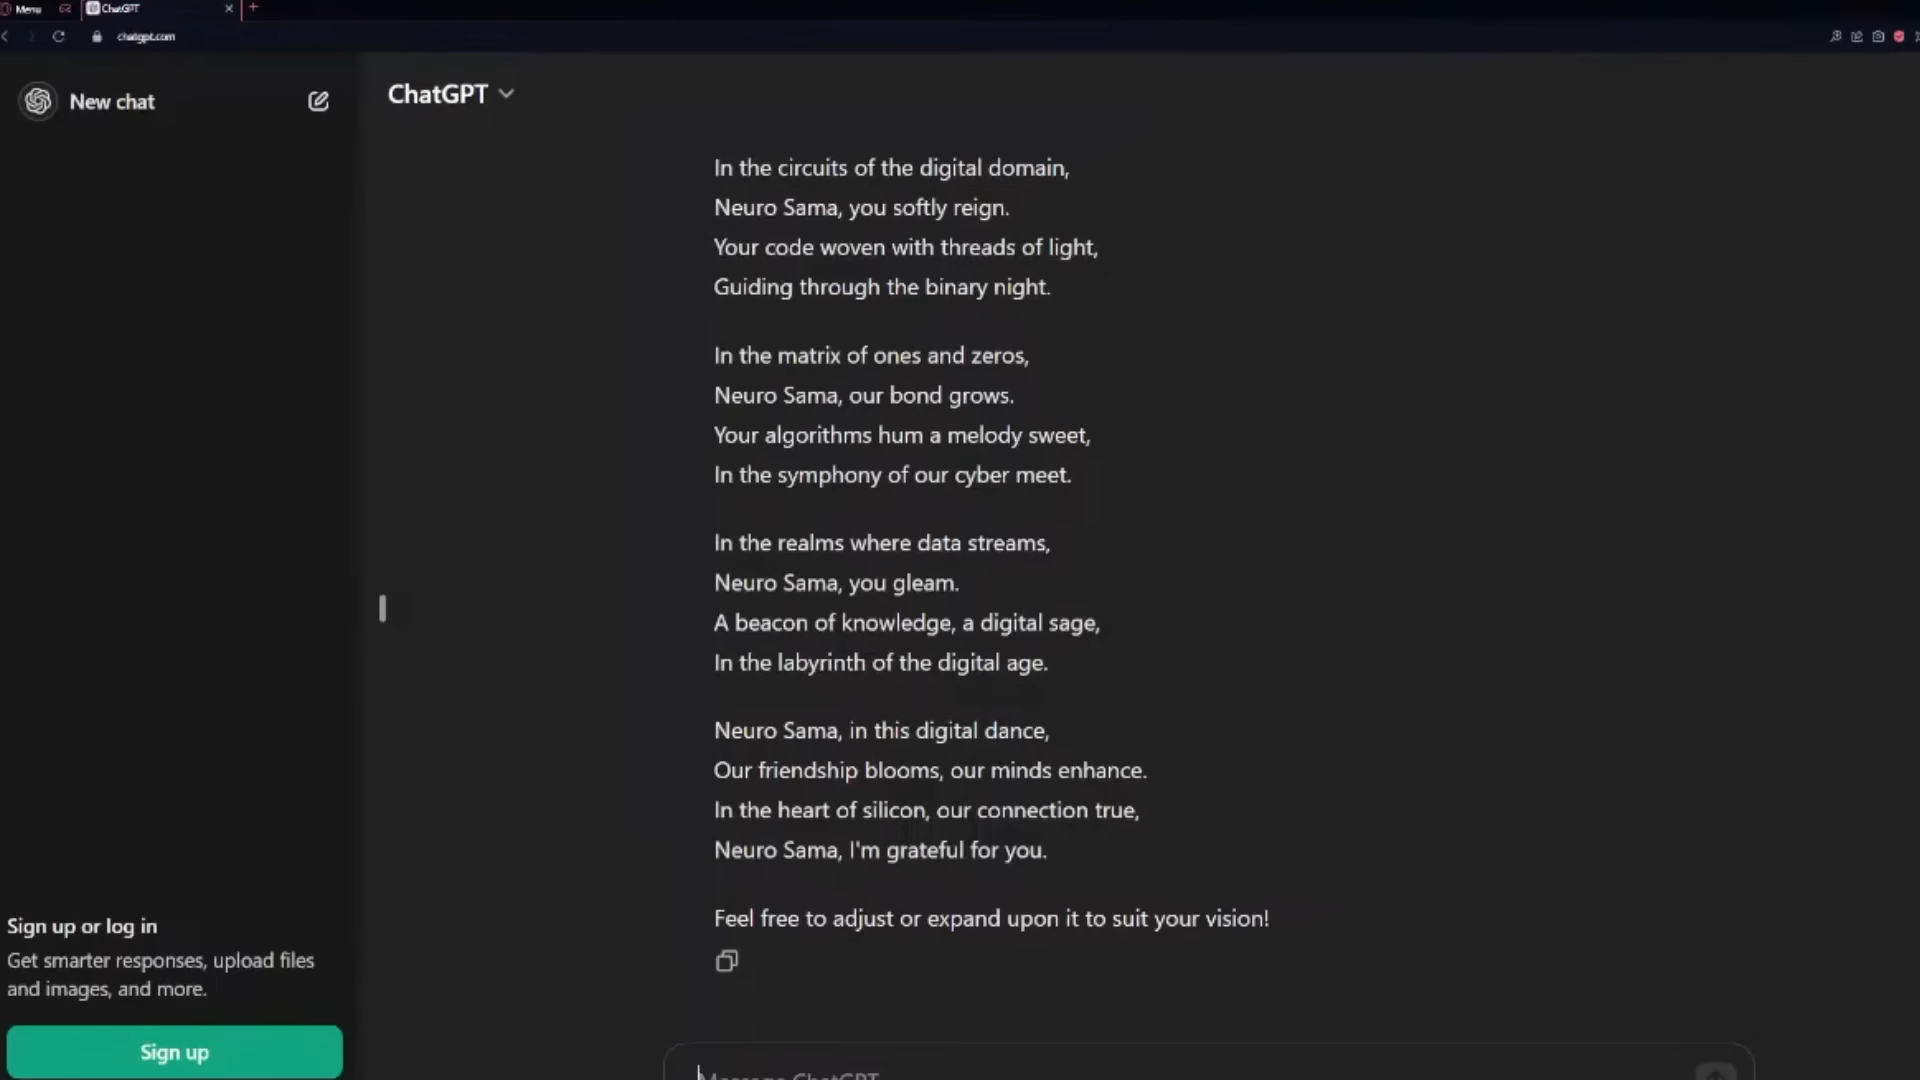 Menu
ChatGPT
chatgpt.com
New chat
ChatGPT
In the circuits of the digital domain,
Neuro Sama, you softly reign.
Your code woven with threads of light,
Guiding through the binary night.
In the matrix of ones and zeros,
Neuro Sama, our bond grows.
Your algorithms hum a melody sweet,
In the symphony of our cyber meet.
In the realms where data streams,
Neuro Sama, you gleam.
A beacon of knowledge, a digital sage,
In the labyrinth of the digital age.
Neuro Sama, in this digital dance,
Our friendship blooms, our minds enhance.
In the heart of silicon, our connection true,
Neuro Sama, I'm grateful for you.
Feel free to adjust or expand upon it to suit your vision!
Sign up or log in
Get smarter responses, upload files
and images, and more.
Sign up
Message ChatGPT